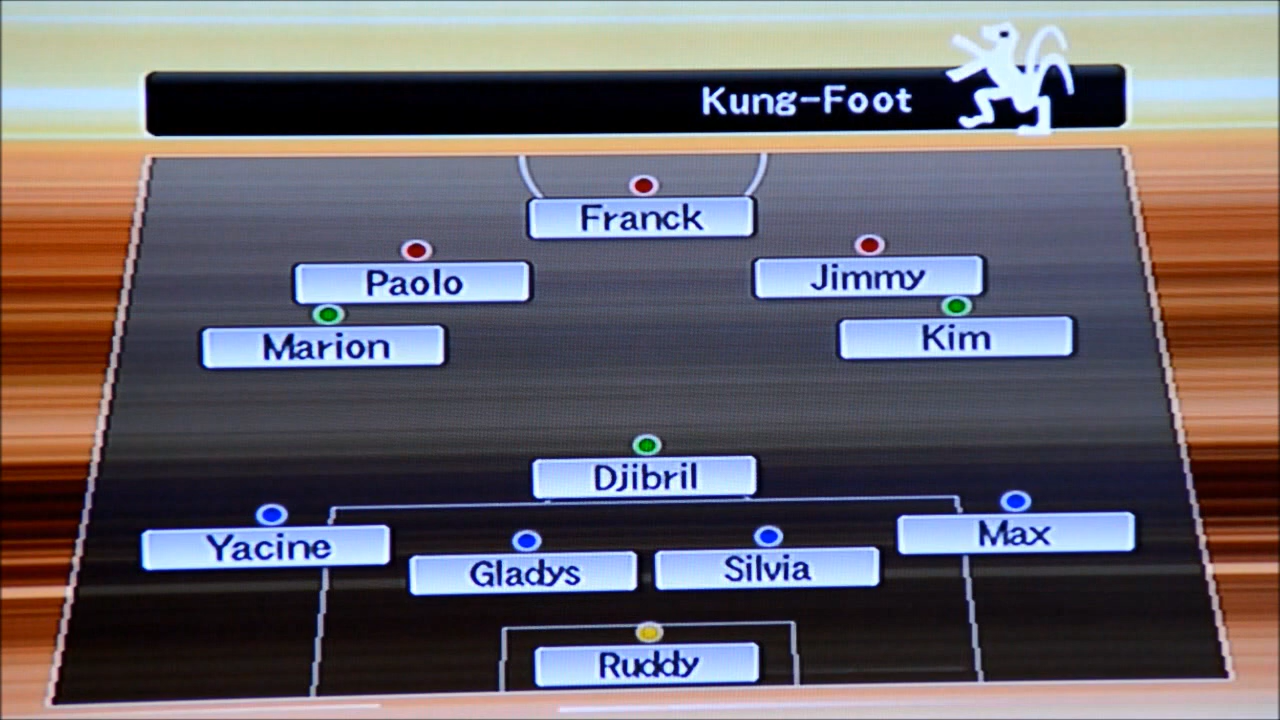 Kung-Foot
Franck
Paolo
Jimmy
Marion
Kim
Djibril
Yacine
Max
Gladys
Silvia
Ruddy